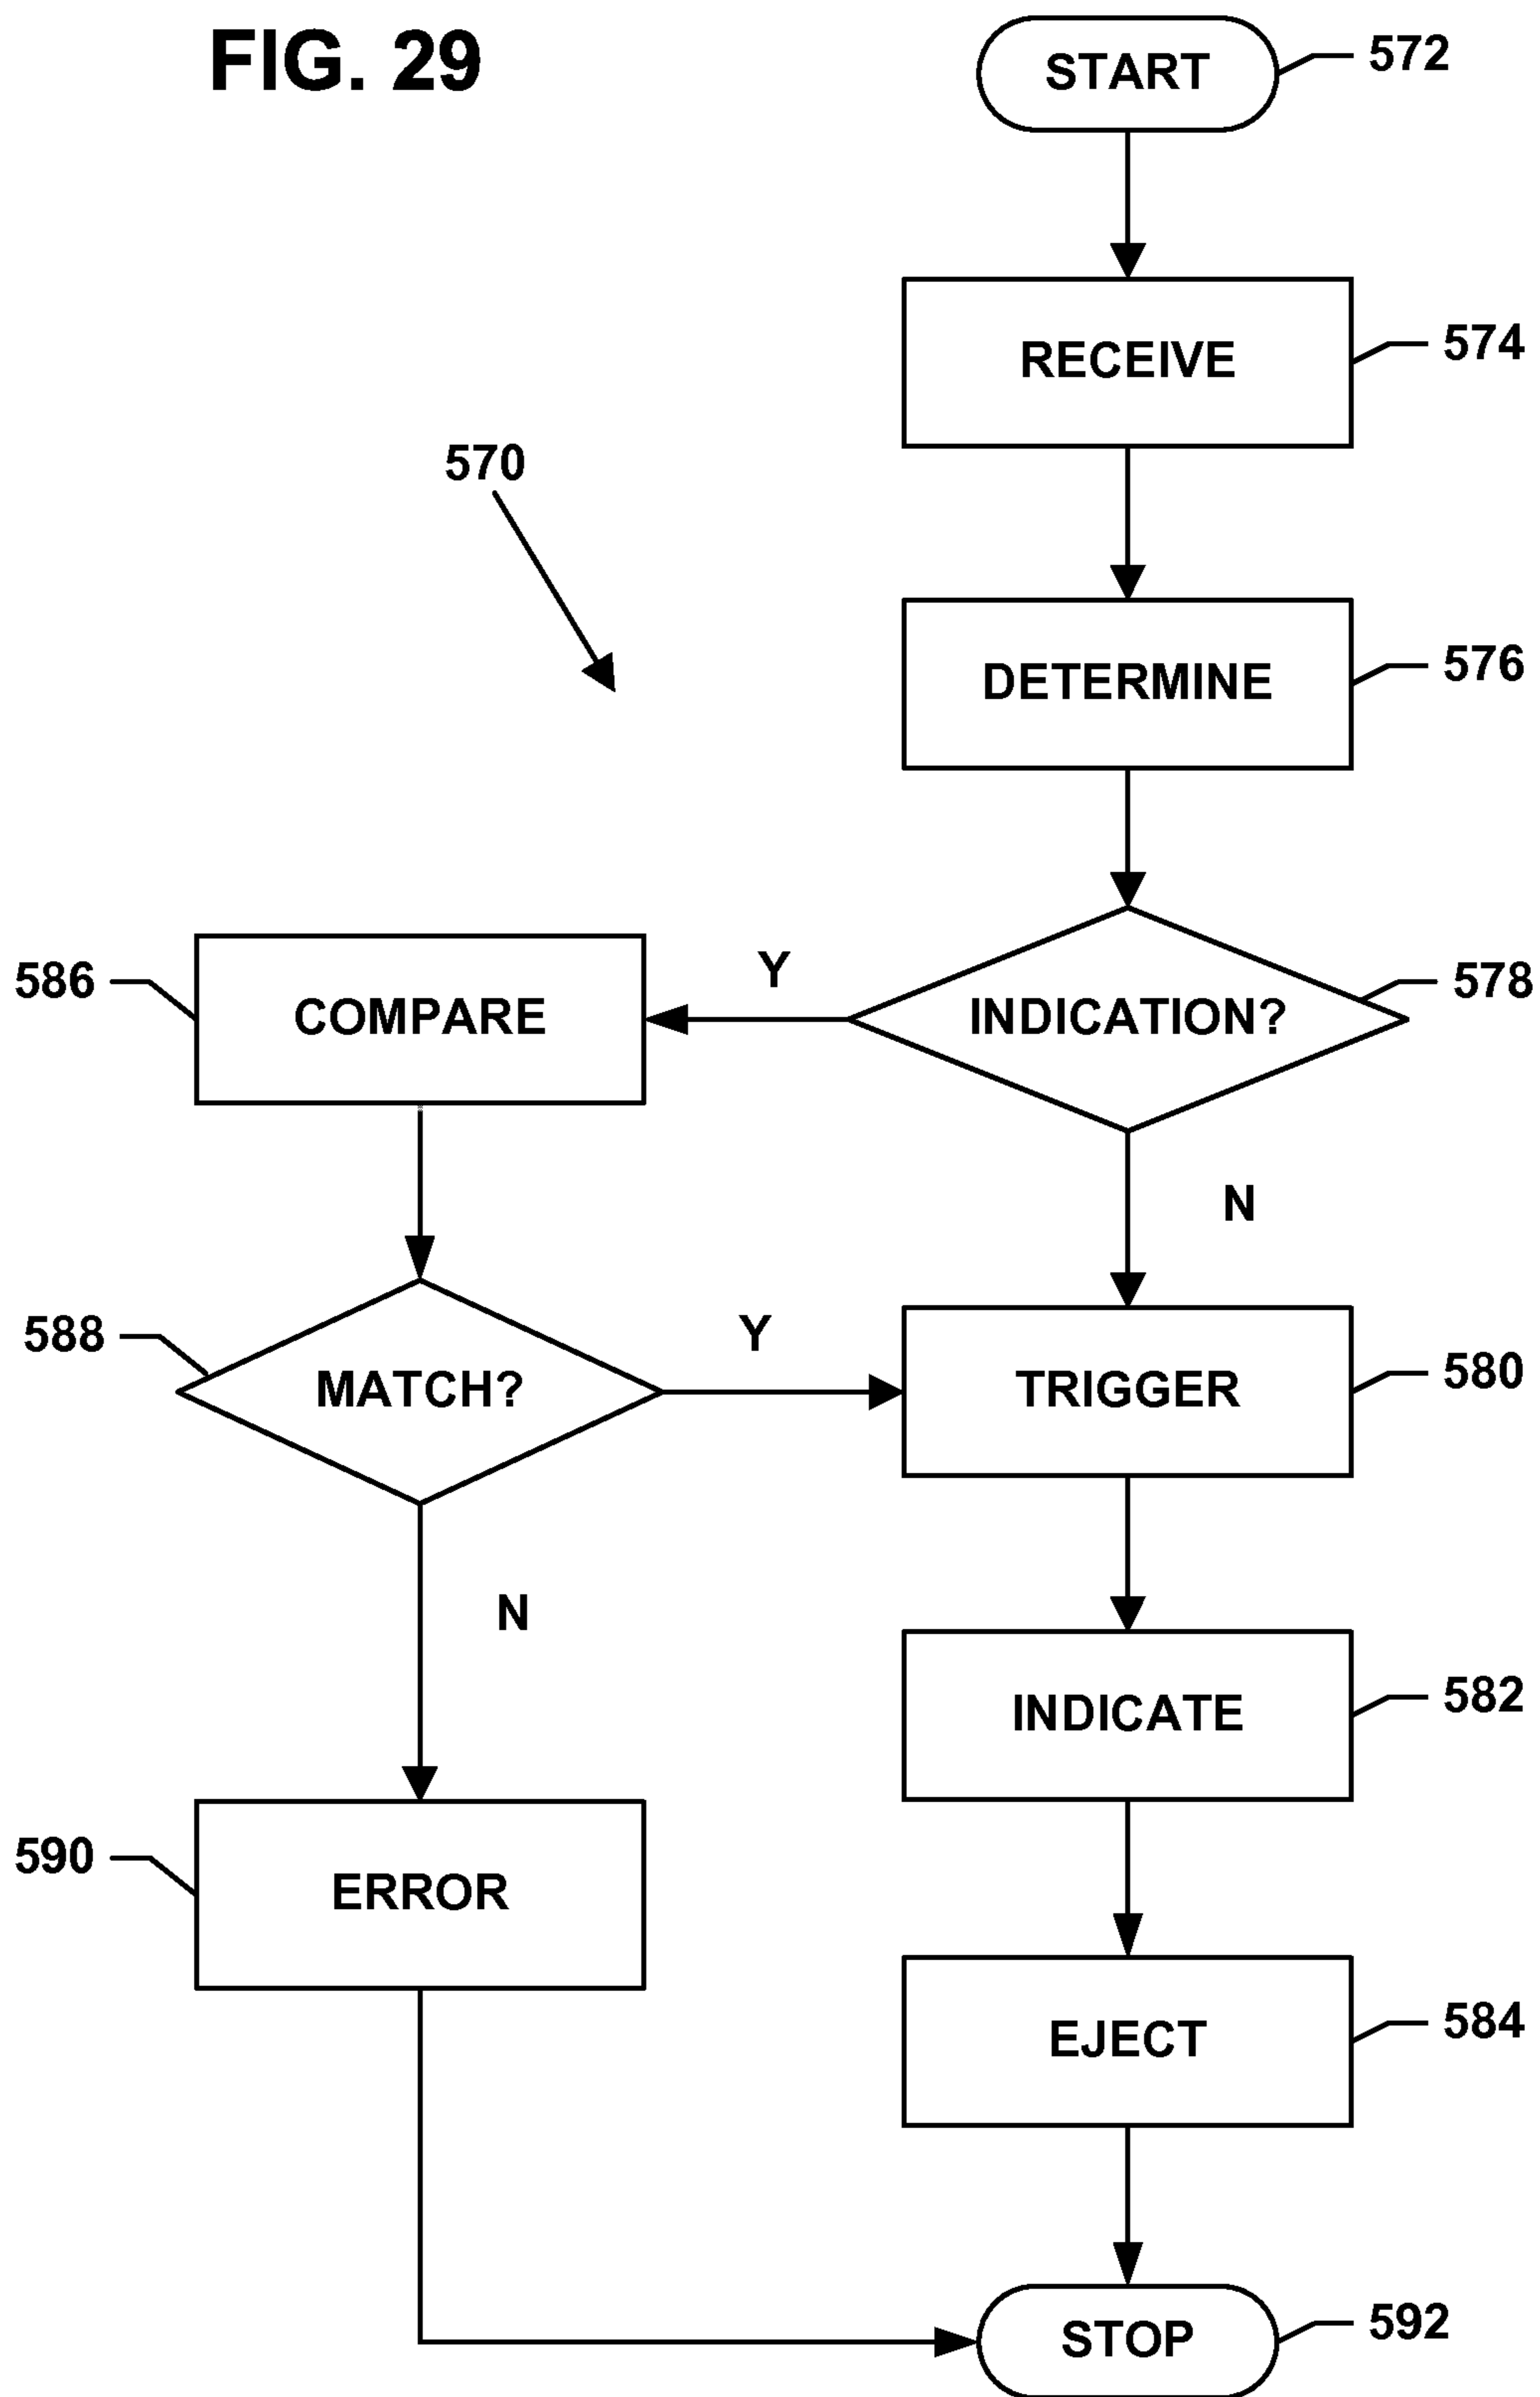 FIG. 29
START
572
RECEIVE
574
570
DETERMINE
576
586
COMPARE
Y
INDICATION?
578
N
588
MATCH?
Y
TRIGGER
580
N
INDICATE
582
590
ERROR
EJECT
584
STOP
592